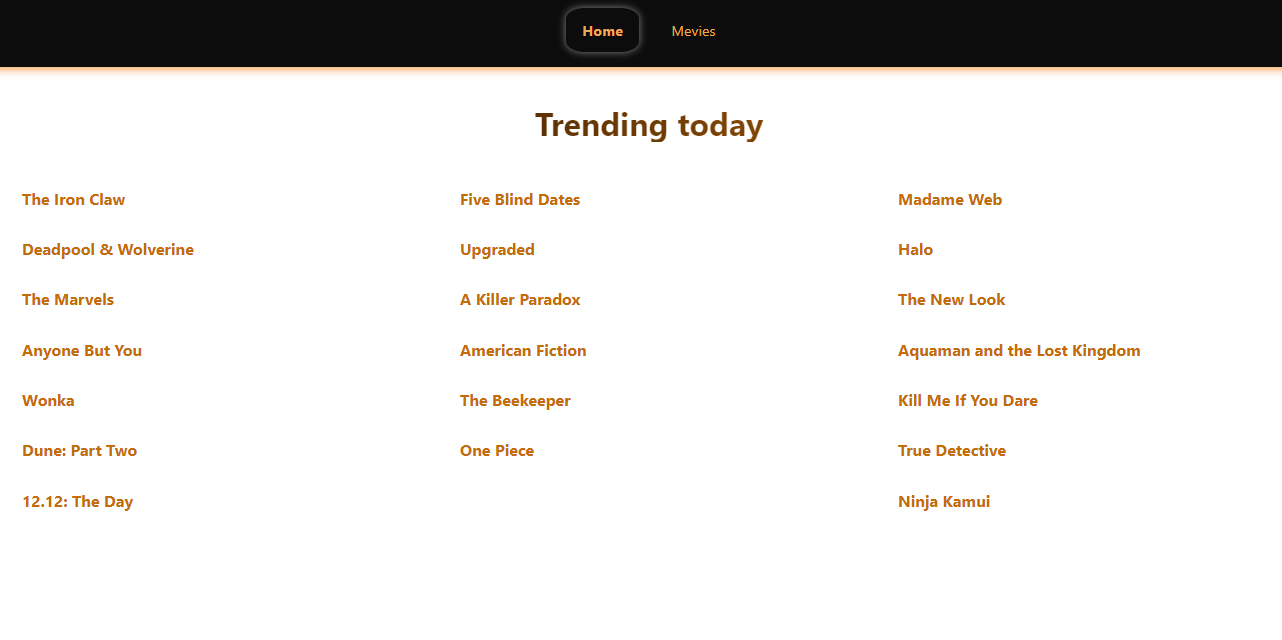 Home
Mevies
Trending today
The Iron Claw
Deadpool & Wolverine
The Marvels
Anyone But You
Wonka
Dune: Part Two
12.12: The Day
Five Blind Dates
Upgraded
A Killer Paradox
American Fiction
The Beekeeper
One Piece
Madame Web
Halo
The New Look
Aquaman and the Lost Kingdom
Kill Me If You Dare
True Detective
Ninja Kamui